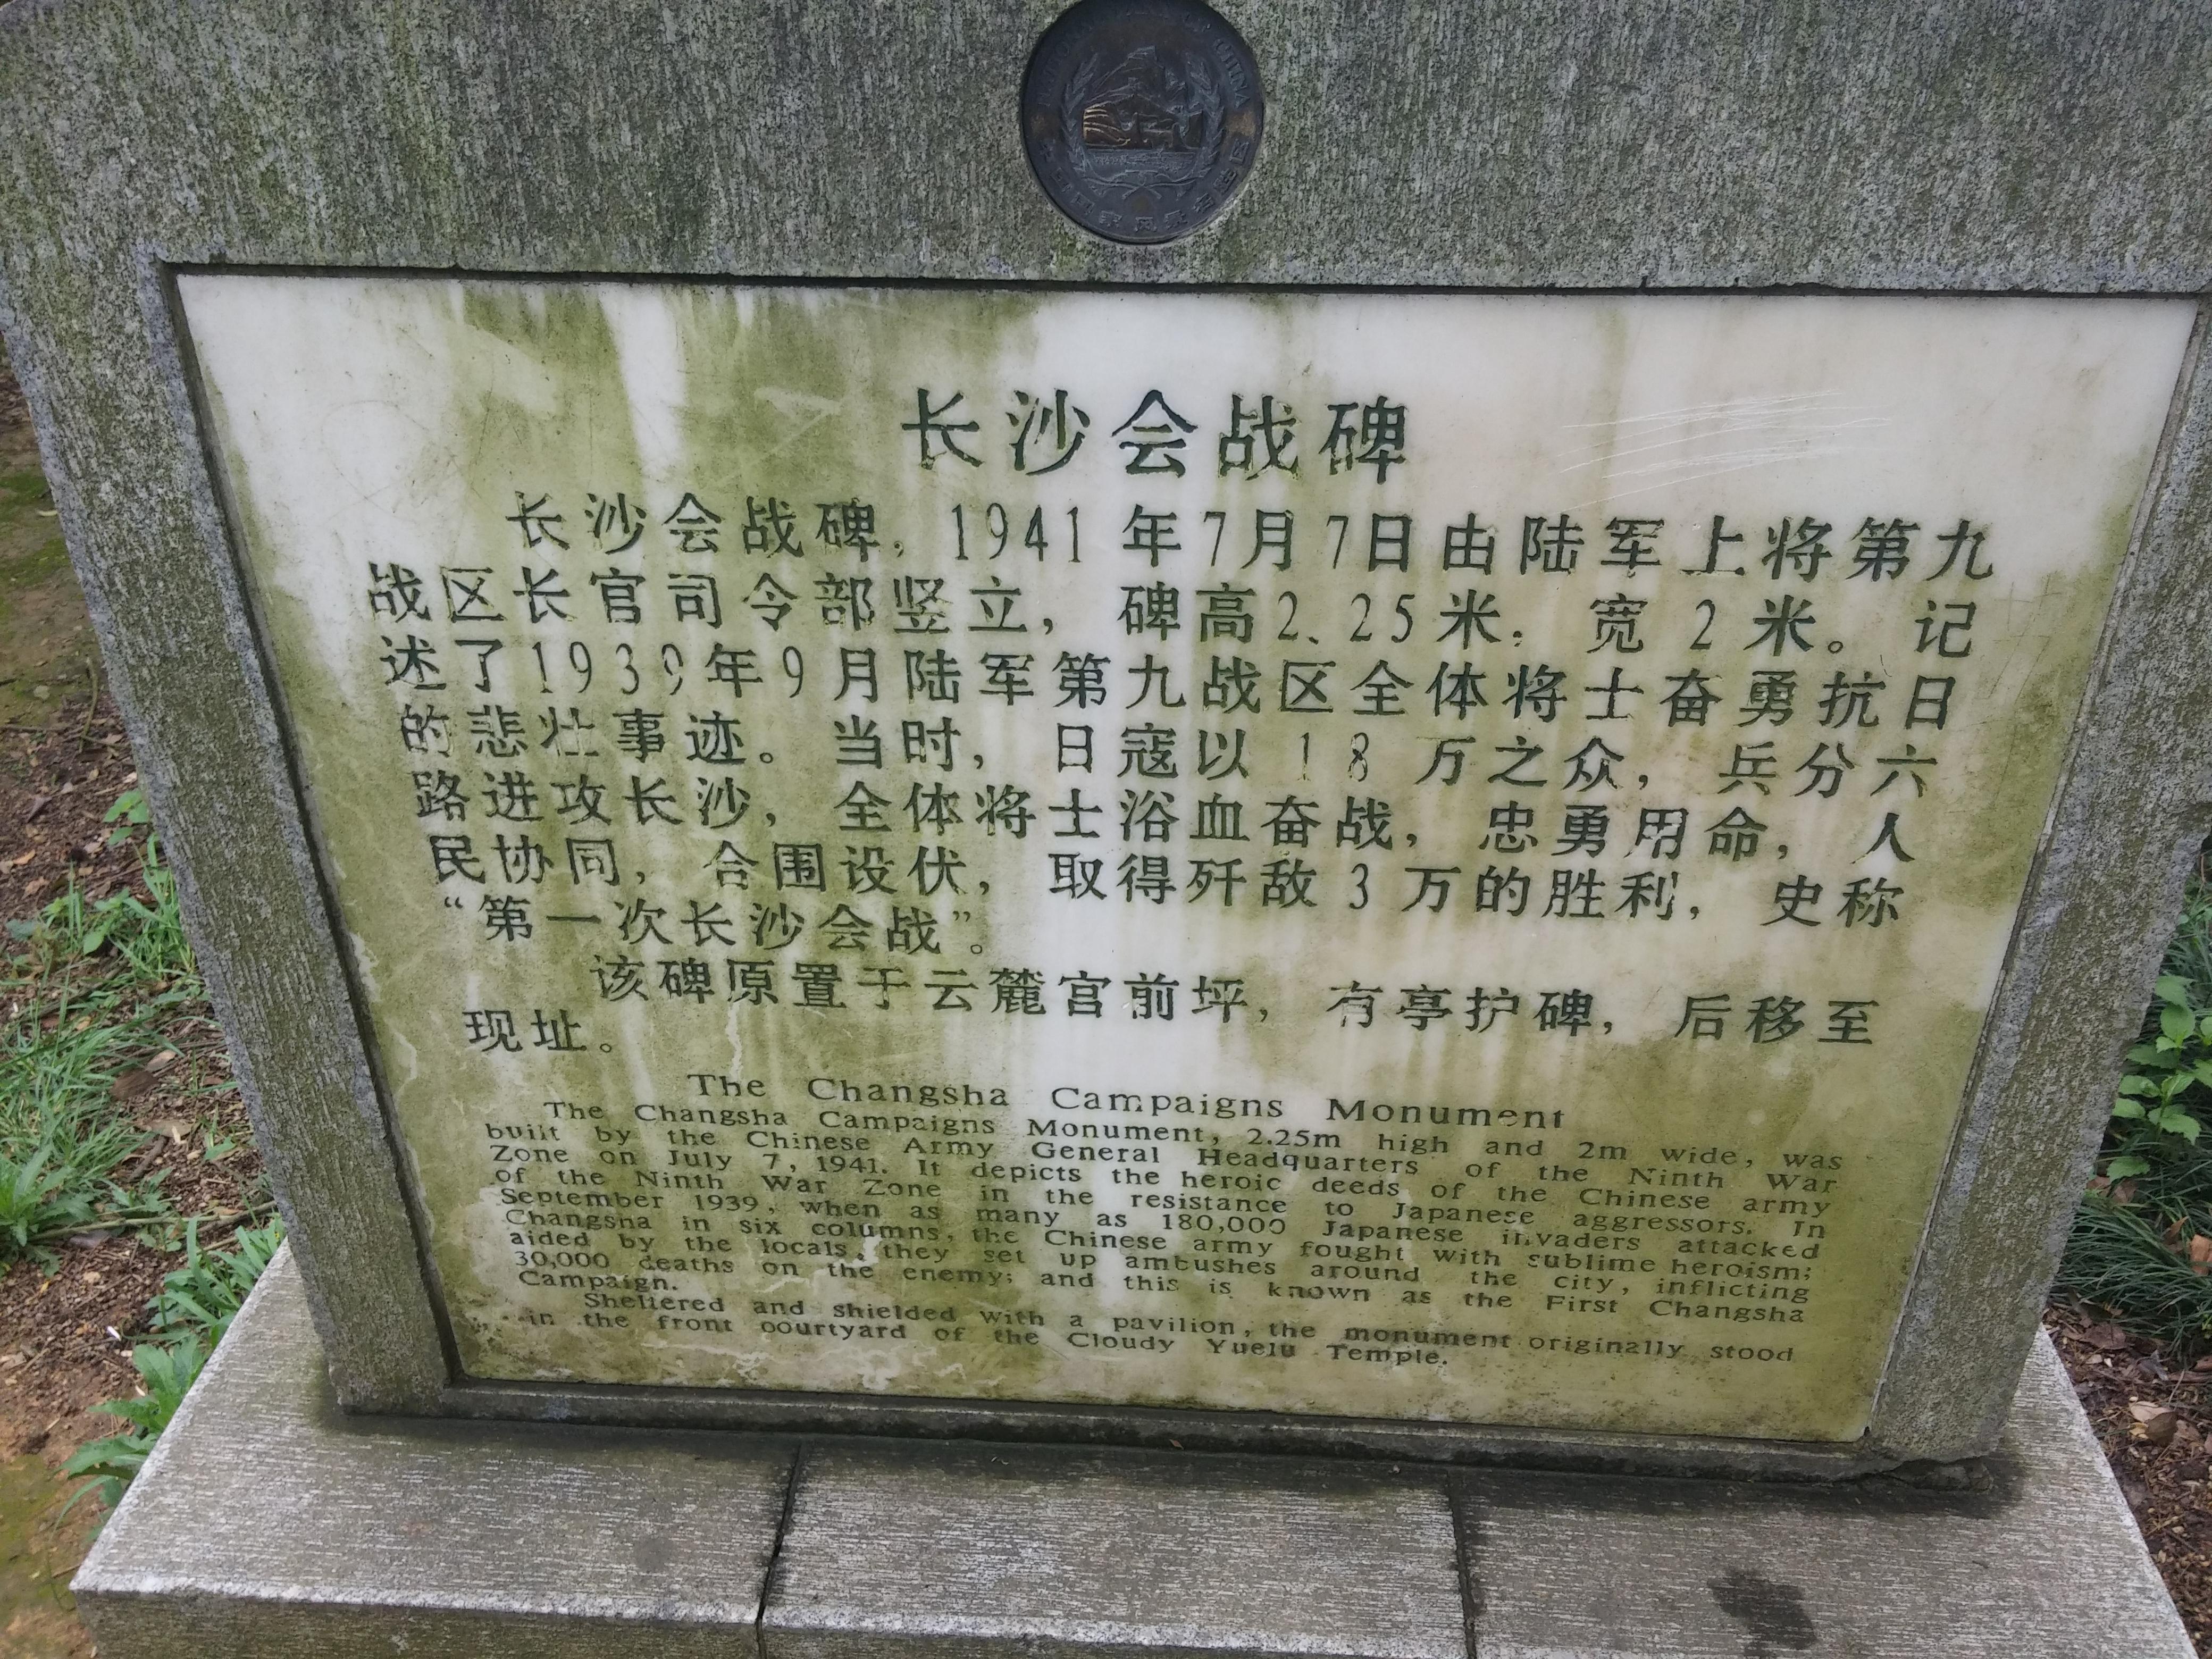 CHINA
国家风景名胜区
长沙会战碑
长沙会战碑，1941年7月7日由陆军上将第九
战区长官司令部竖立，碑高2.25米，宽2米。记
述了1939年9月陆军第九战区全体将士奋勇抗日
的悲壮事迹。当时，日寇以18万之众，兵分六
路进攻长沙，全体将士浴血奋战，忠勇用命，人
民协同，合围设伏，取得歼敌3万的胜利，史称
“第一次长沙会战”。
该碑原置于云麓宫前坪，有亭护碑，后移至
现址。
The Changsha Campaigns Monument
The Changsha Campaigns Monument, 2.25m high and 2m wide, was
built by the Chinese Army General Headquarters of the Ninth War
Zone on July 7, 1941. It depicts the heroic deeds of the Chinese army
of the Ninth War Zone in the resistance to Japanese aggressors. In
September 1939, when as many as 180,000 Japanese invaders attacked
Changsha in six columns, the Chinese army fought with sublime heroism;
aided by the locals, they set up ambushes around the city, inflicting
30,000 deaths on the enemy; and this is known as the First Changsha
Campaign.
Sheltered and shielded with a pavilion, the monument originally stood
in the front courtyard of the Cloudy Yuelu Temple.